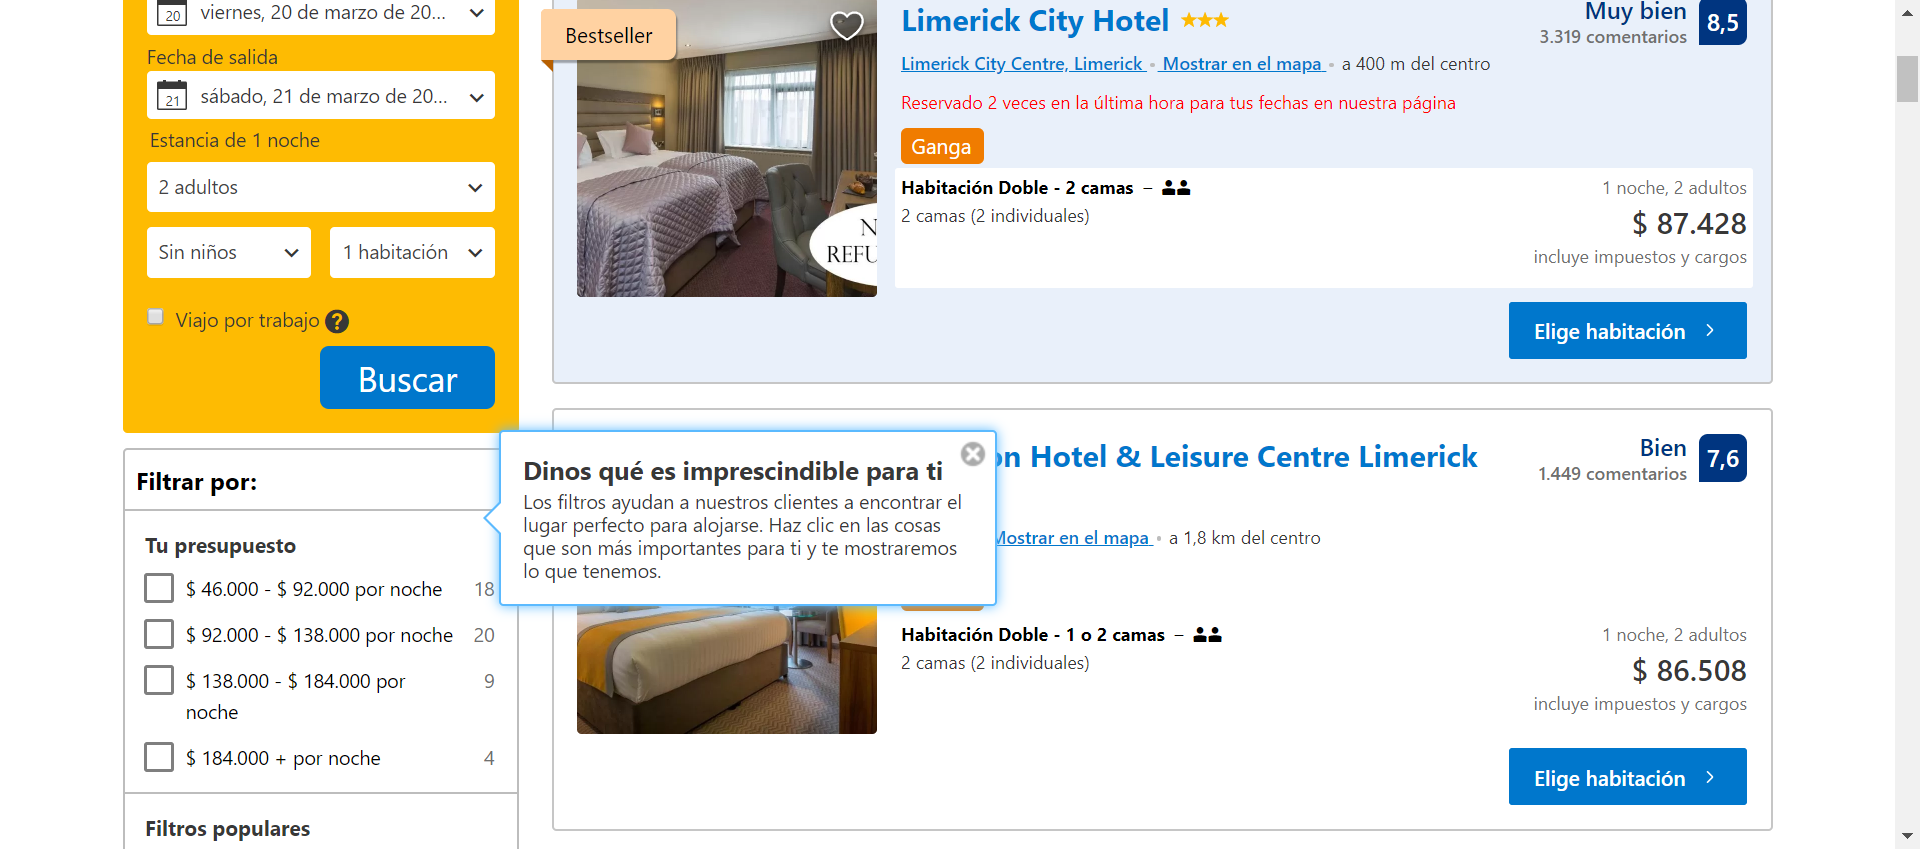 20
viernes, 20 de marzo de 20...
Fecha de salida
21
sábado, 21 de marzo de 20...
Estancia de 1 noche
2 adultos
Sin niños
1 habitación
Viajo por trabajo ?
Buscar
Filtrar por:
Tu presupuesto
$ 46.000 - $ 92.000 por noche 18
$ 92.000 - $ 138.000 por noche 20
$ 138.000 - $ 184.000 por 9
noche
$ 184.000 + por noche 4
Filtros populares
Dinos qué es imprescindible para ti
Los filtros ayudan a nuestros clientes a encontrar el
lugar perfecto para alojarse. Haz clic en las cosas
que son más importantes para ti y te mostraremos
lo que tenemos.
Bestseller
Limerick City Hotel
Muy bien
3.319 comentarios
8,5
Limerick City Centre, Limerick • Mostrar en el mapa • a 400 m del centro
Reservado 2 veces en la última hora para tus fechas en nuestra página
Ganga
Habitación Doble - 2 camas –
2 camas (2 individuales)
1 noche, 2 adultos
$ 87.428
incluye impuestos y cargos
Elige habitación
Hotel & Leisure Centre Limerick
Bien
1.449 comentarios
7,6
Mostrar en el mapa • a 1,8 km del centro
Habitación Doble - 1 o 2 camas –
2 camas (2 individuales)
1 noche, 2 adultos
$ 86.508
incluye impuestos y cargos
Elige habitación